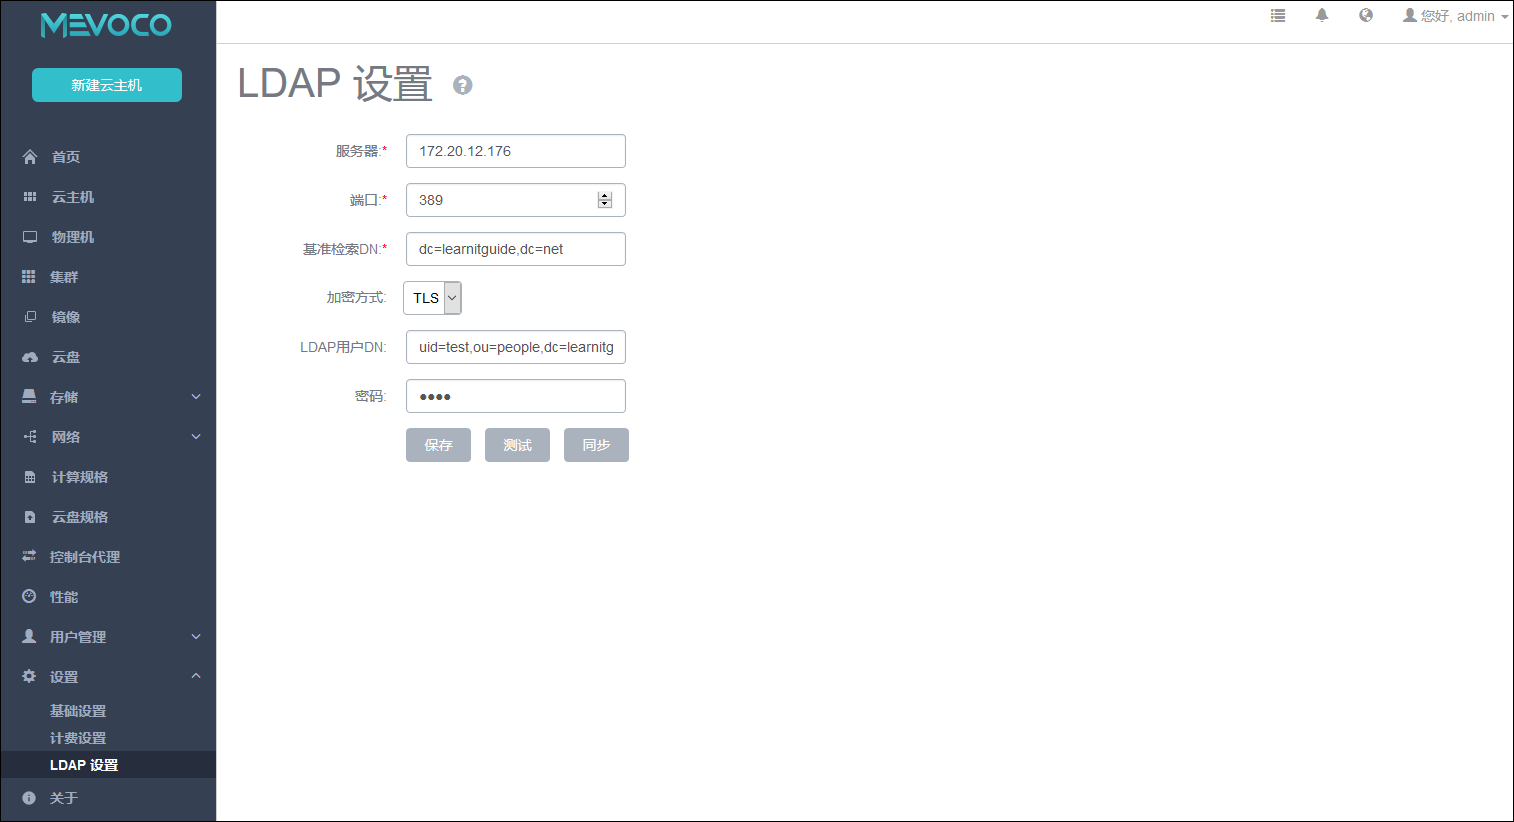 MEVOCO
新建云主机
首页
云主机
物理机
集群
镜像
云盘
存储
网络
计算规格
云盘规格
控制台代理
性能
用户管理
设置
基础设置
计费设置
LDAP 设置
关于
您好, admin
LDAP 设置
服务器:* 172.20.12.176
端口:* 389
基准检索DN:* dc=learnitguide,dc=net
加密方式: TLS
LDAP用户DN: uid=test,ou=people,dc=learnitg
密码: ●●●●
保存 测试 同步